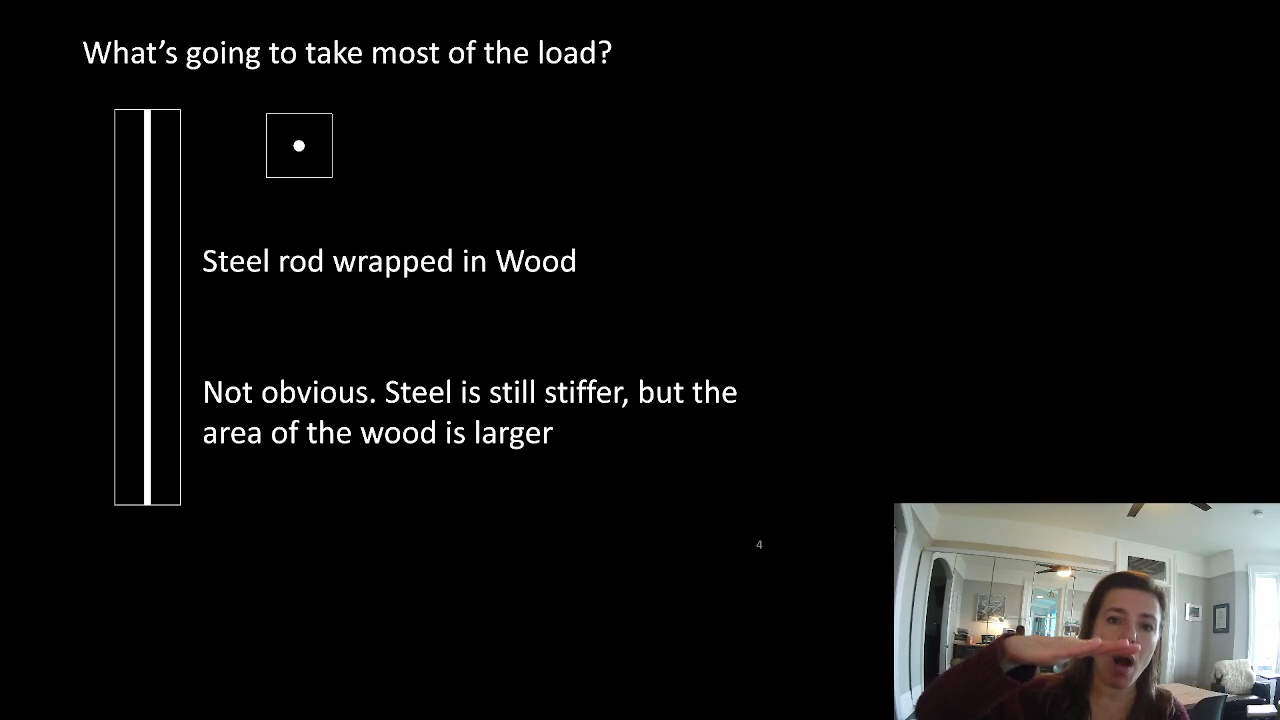 What's going to take most of the load?
Steel rod wrapped in Wood
Not obvious. Steel is still stiffer, but the
area of the wood is larger
4